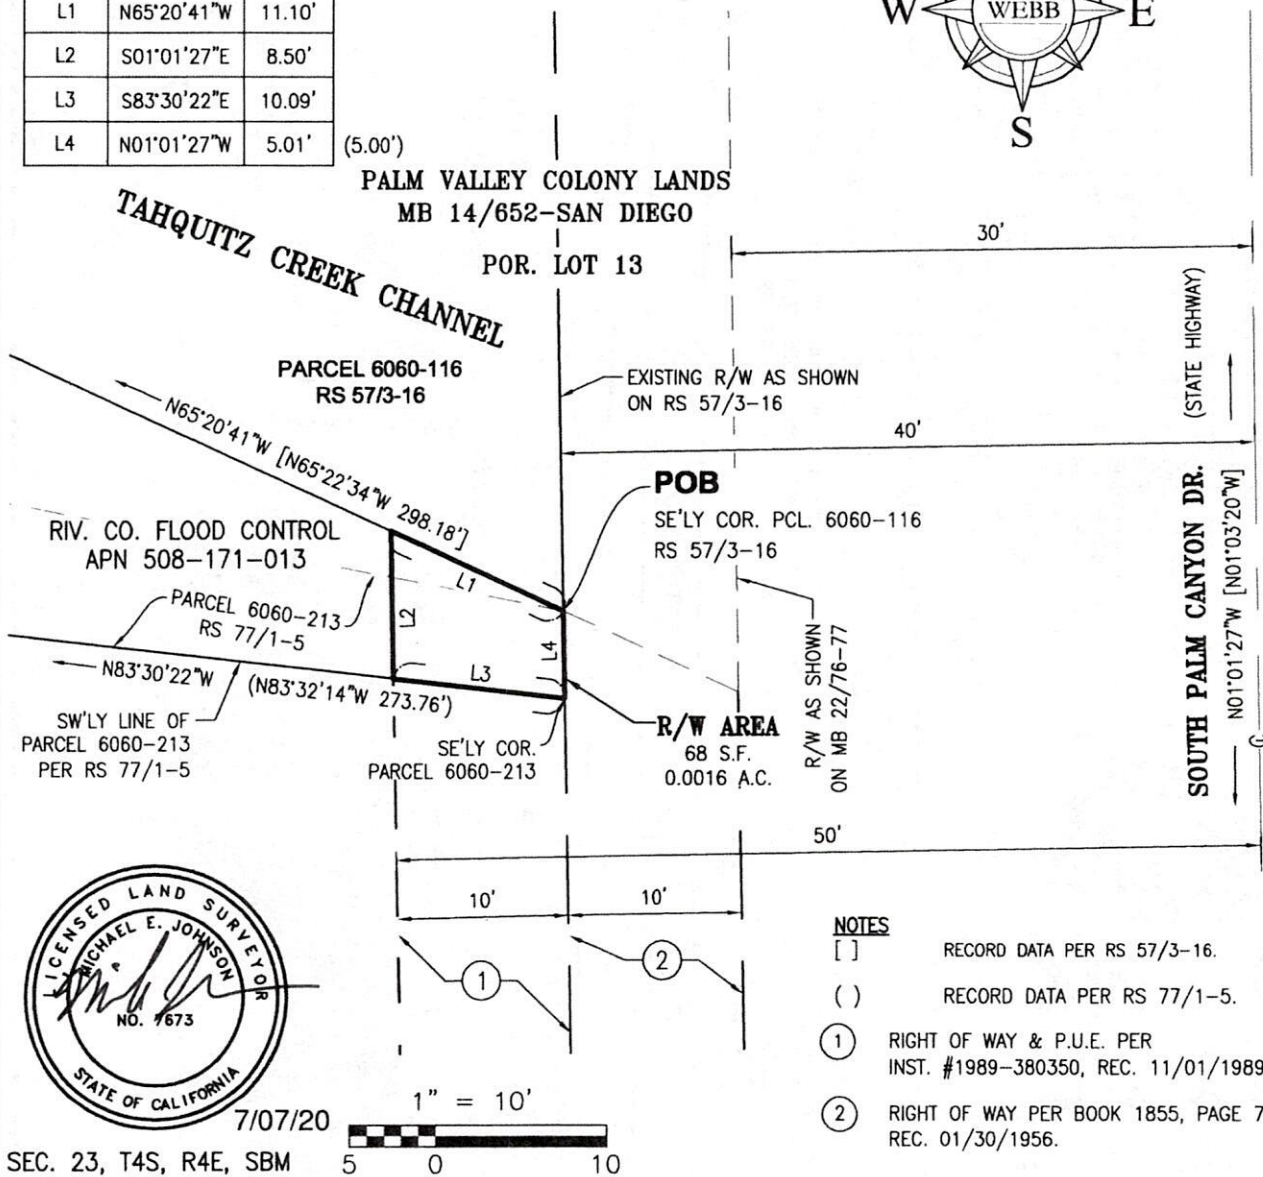 L1 N65°20'41"W 11.10'
L2 S01°01'27"E 8.50'
L3 S83°30'22"E 10.09'
L4 N01°01'27"W 5.01' (5.00')
W WEBB E
S
PALM VALLEY COLONY LANDS
MB 14/652-SAN DIEGO
POR. LOT 13
TAHQUITZ CREEK CHANNEL
30'
PARCEL 6060-116
RS 57/3-16
EXISTING R/W AS SHOWN
ON RS 57/3-16
(STATE HIGHWAY)
40'
N65°20'41"W [N65°22'34"W 298.18']
POB
SE'LY COR. PCL. 6060-116
RS 57/3-16
SOUTH PALM CANYON DR.
N01°01'27"W [N01°03'20"W]
RIV. CO. FLOOD CONTROL
APN 508-171-013
L1
PARCEL 6060-213
RS 77/1-5
L2
L4
L3
R/W AS SHOWN
ON MB 22/76-77
N83°30'22"W (N83°32'14"W 273.76')
SW'LY LINE OF
PARCEL 6060-213
PER RS 77/1-5
SE'LY COR.
PARCEL 6060-213
R/W AREA
68 S.F.
0.0016 A.C.
50'
10' 10'
1
2
LICENSED LAND SURVEYOR
MICHAEL E. JOHNSON
NO. 7673
STATE OF CALIFORNIA
7/07/20
NOTES
[ ] RECORD DATA PER RS 57/3-16.
( ) RECORD DATA PER RS 77/1-5.
1 RIGHT OF WAY & P.U.E. PER
INST. #1989-380350, REC. 11/01/1989
2 RIGHT OF WAY PER BOOK 1855, PAGE 7
REC. 01/30/1956.
1" = 10'
5 0 10
SEC. 23, T4S, R4E, SBM